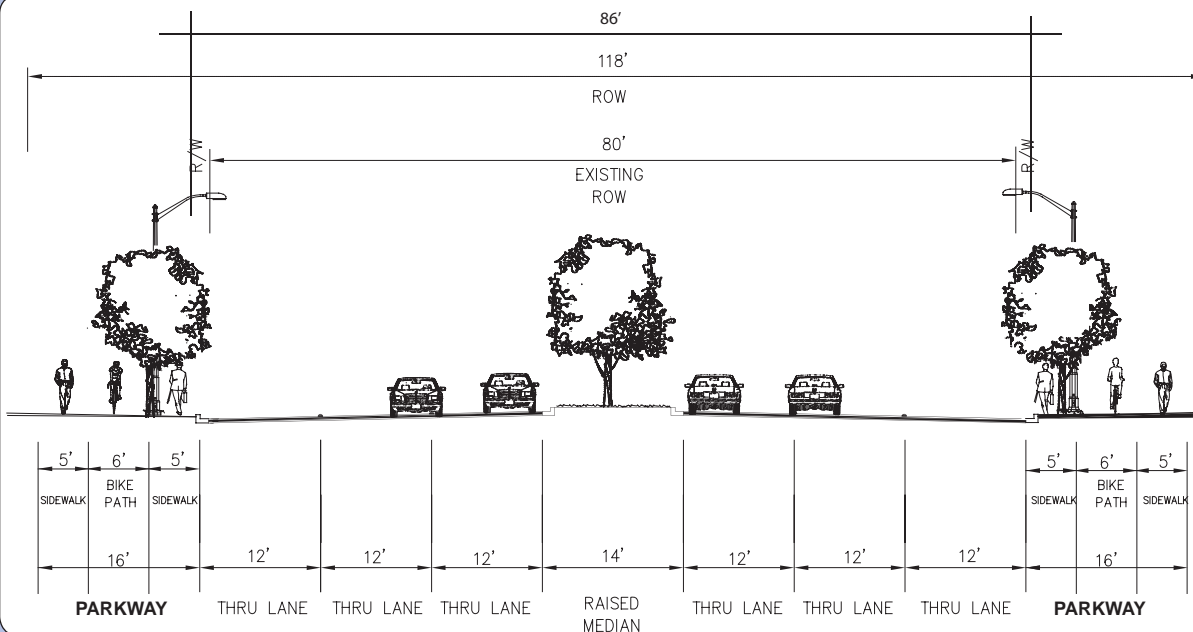 86'
118'
ROW
R/W
80'
R/W
EXISTING
ROW
5' 6' 5' 5' 6' 5'
SIDEWALK BIKE PATH SIDEWALK SIDEWALK BIKE PATH SIDEWALK
16' 12' 12' 12' 14' 12' 12' 12' 16'
PARKWAY THRU LANE THRU LANE THRU LANE RAISED MEDIAN THRU LANE THRU LANE THRU LANE PARKWAY